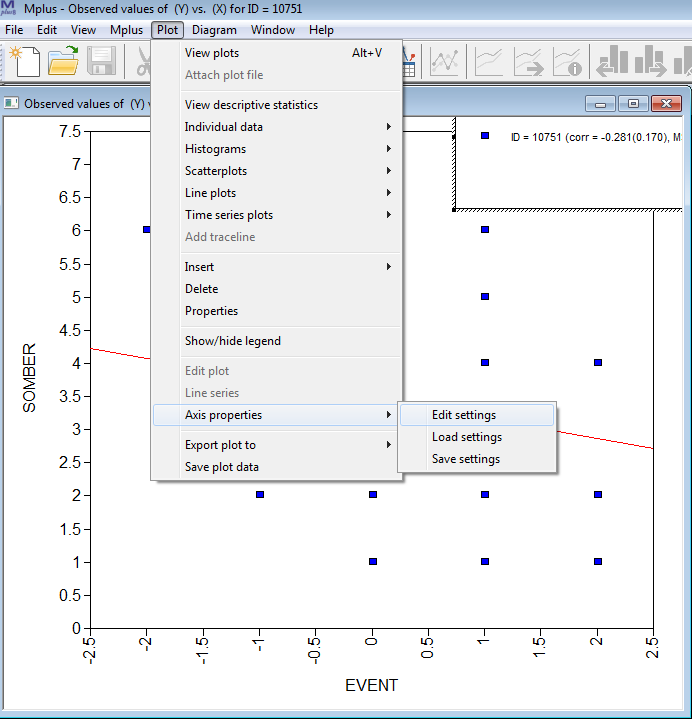 Mplus - Observed values of (Y) vs. (X) for ID = 10751
File Edit View Mplus Plot Diagram Window Help
View plots Alt+V
Attach plot file
View descriptive statistics
Individual data
Histograms
Scatterplots
Line plots
Time series plots
Add traceline
Insert
Delete
Properties
Show/hide legend
Edit plot
Line series
Axis properties
Export plot to
Save plot data
Edit settings
Load settings
Save settings
Observed values of (Y) v
ID = 10751 (corr = -0.281(0.170), M
7.5
7
6.5
6
5.5
5
4.5
4
3.5
3
2.5
2
1.5
1
0.5
0
SOMBER
-2.5 -2 -1.5 -1 -0.5 0 0.5 1 1.5 2 2.5
EVENT